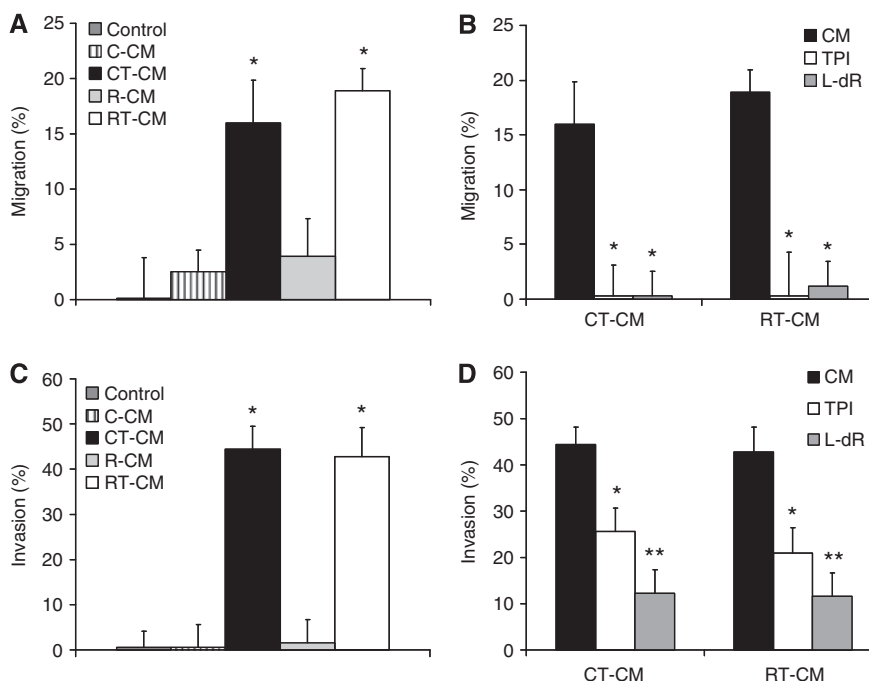 A
Migration (%)
25
20
15
10
5
0
Control
C-CM
CT-CM
R-CM
RT-CM
*
*
B
Migration (%)
25
20
15
10
5
0
CM
TPI
L-dR
*
*
*
*
CT-CM
RT-CM
C
Invasion (%)
60
50
40
30
20
10
0
Control
C-CM
CT-CM
R-CM
RT-CM
*
*
D
Invasion (%)
60
50
40
30
20
10
0
CM
TPI
L-dR
*
**
*
**
CT-CM
RT-CM